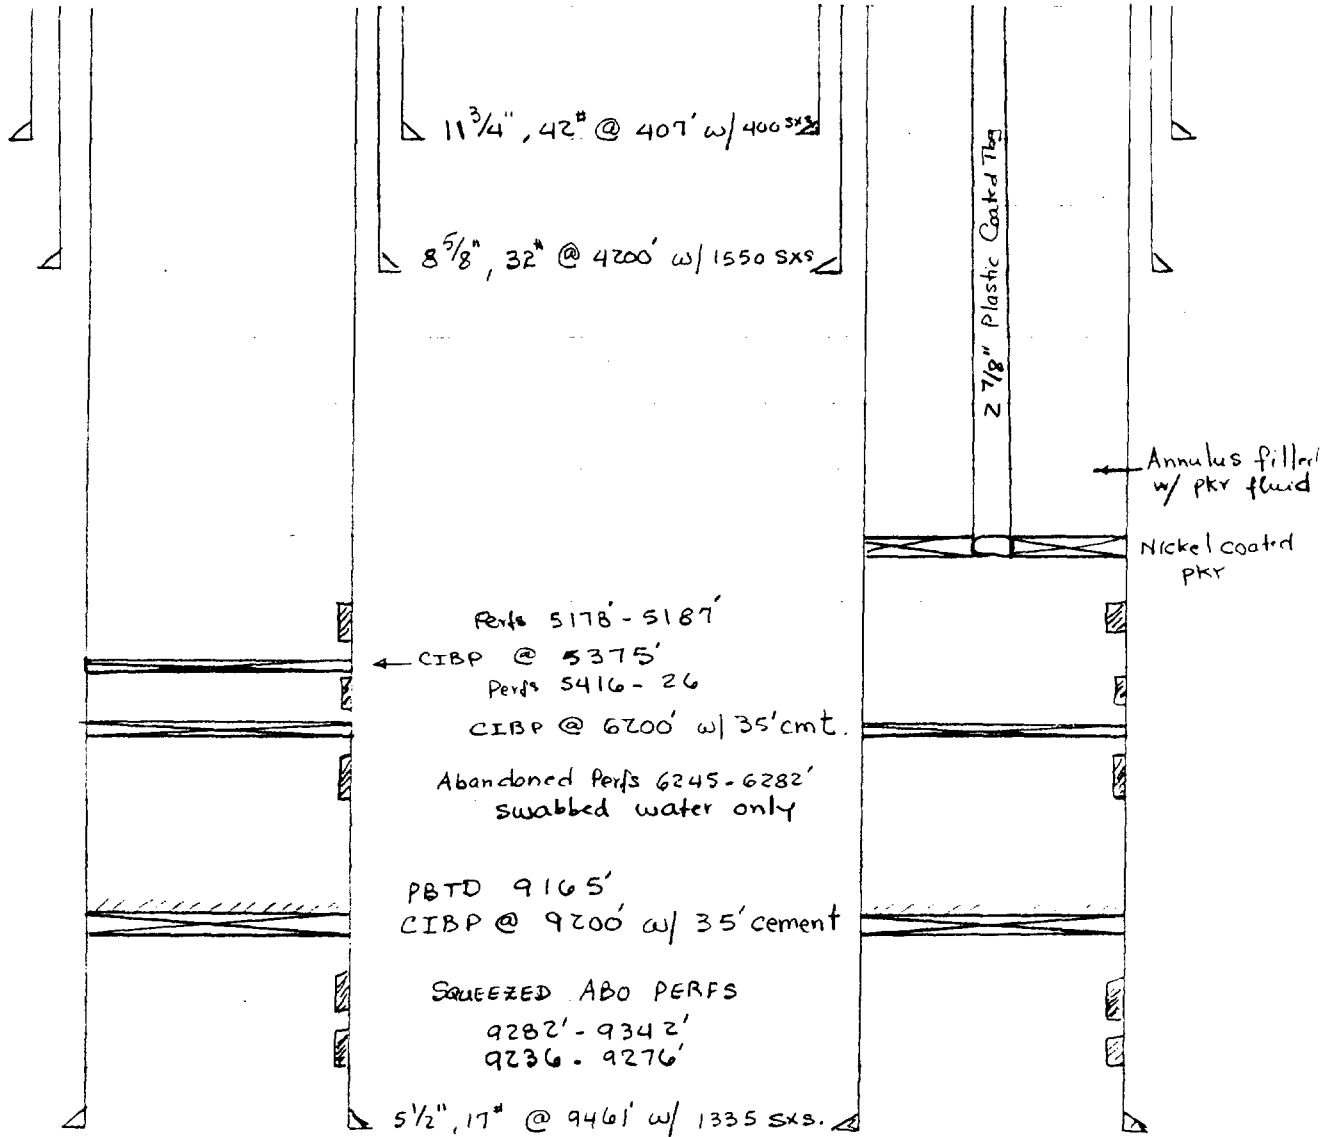 11 3/4", 42# @ 407' w/ 400 sxs
8 5/8", 32# @ 4200' w/ 1550 sxs
2 7/8" Plastic Coated Tbg
Annulus filled
w/ pkr fluid
Nickel coated
pkr
Perfs 5178'-5187'
CIBP @ 5375'
Perfs 5416-26
CIBP @ 6200' w/ 35' cmt.
Abandoned Perfs 6245-6282'
swabbed water only
PBTD 9165'
CIBP @ 9200' w/ 35' cement
SQUEEZED ABO PERFS
9282'-9342'
9236-9276'
5 1/2", 17# @ 9461' w/ 1335 sxs.